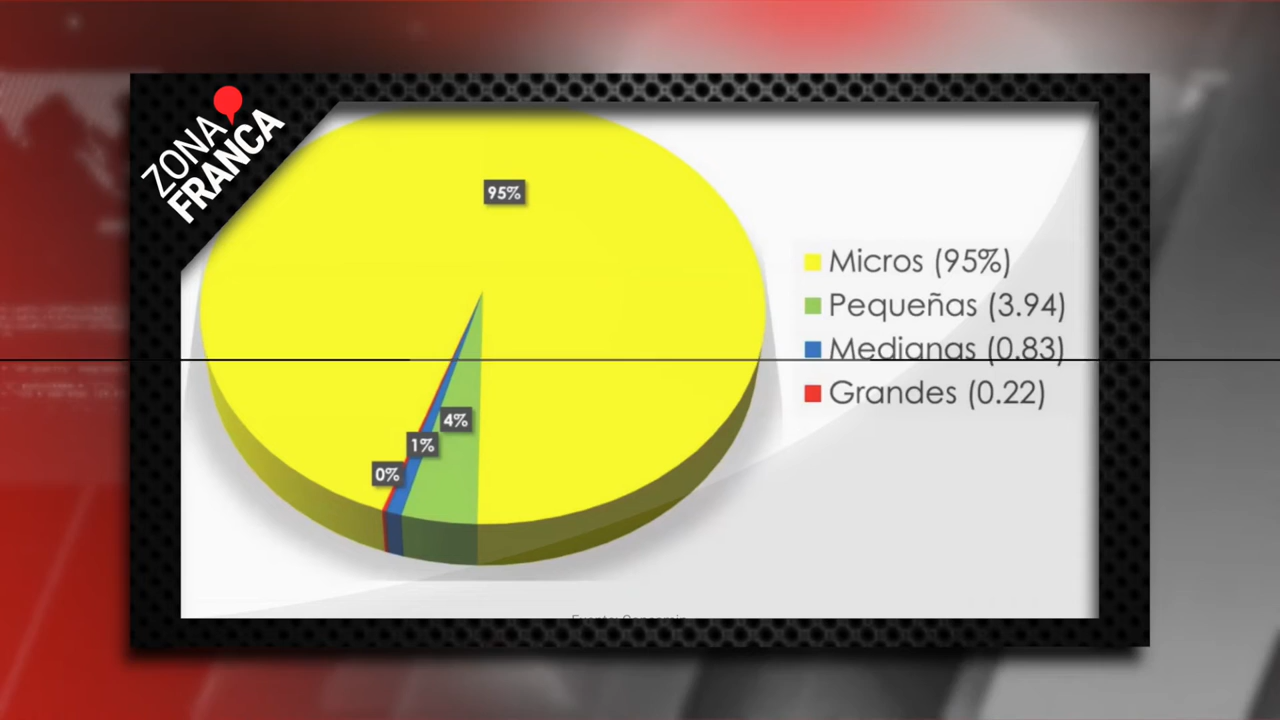 ZONA
FRANCA
95%
Micros (95%)
Pequeñas (3.94)
Medianas (0.83)
Grandes (0.22)
4%
1%
0%